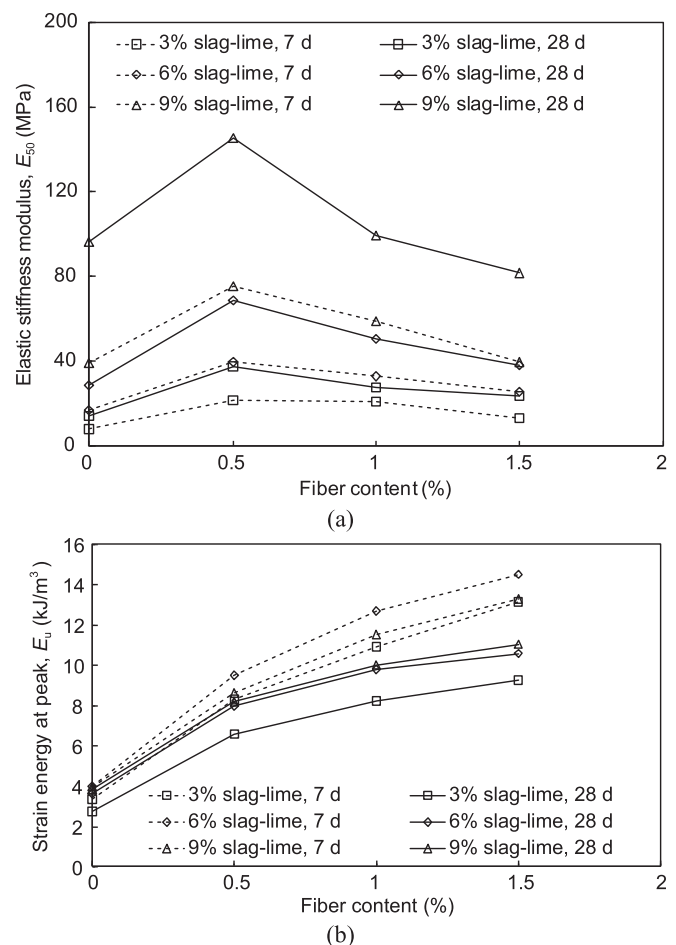 200
160
120
80
40
0
Elastic stiffness modulus, E50 (MPa)
3% slag-lime, 7 d
3% slag-lime, 28 d
6% slag-lime, 7 d
6% slag-lime, 28 d
9% slag-lime, 7 d
9% slag-lime, 28 d
0 0.5 1 1.5 2
Fiber content (%)
(a)
16
14
12
10
8
6
4
2
0
Strain energy at peak, Eu (kJ/m3)
3% slag-lime, 7 d
3% slag-lime, 28 d
6% slag-lime, 7 d
6% slag-lime, 28 d
9% slag-lime, 7 d
9% slag-lime, 28 d
0 0.5 1 1.5 2
Fiber content (%)
(b)